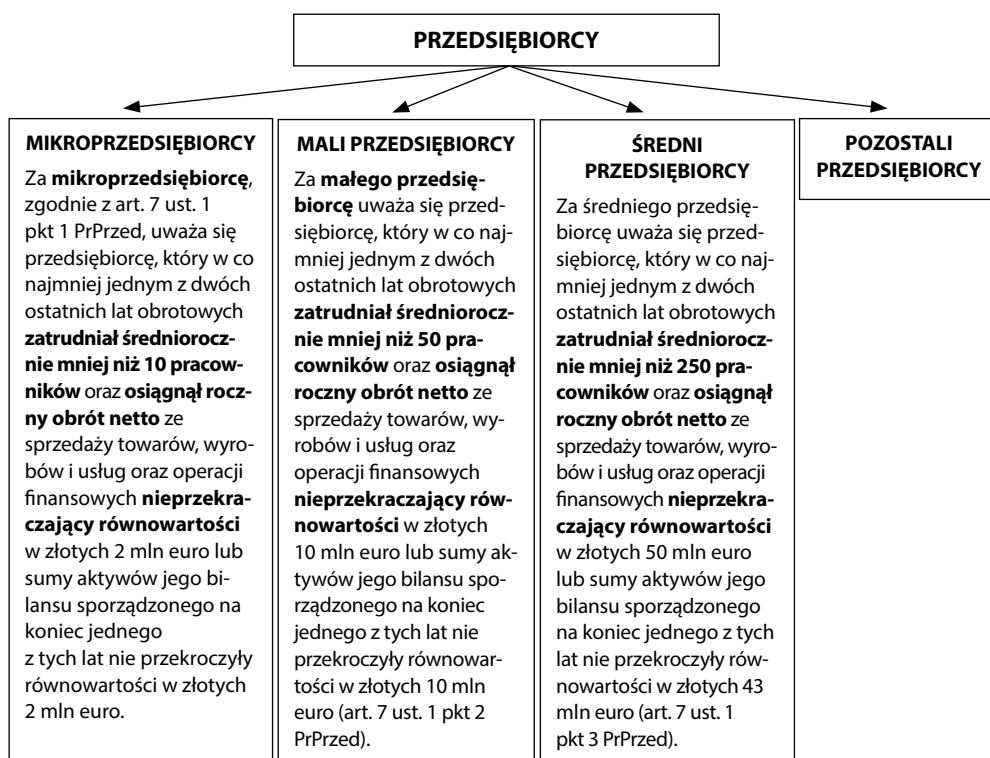 PRZEDSIĘBIORCY
MIKROPRZEDSIĘBIORCY
Za mikroprzedsiębiorcę,
zgodnie z art. 7 ust. 1
pkt 1 PrPrzed, uważa się
przedsiębiorcę, który w co
najmniej jednym z dwóch
ostatnich lat obrotowych
zatrudniał średniorocz-
nie mniej niż 10 pracow-
ników oraz osiągnął rocz-
ny obrót netto ze
sprzedaży towarów, wyro-
bów i usług oraz operacji
finansowych nieprzekra-
czający równowartości
w złotych 2 mln euro lub
sumy aktywów jego bi-
lansu sporządzonego na
koniec jednego
z tych lat nie przekroczyły
równowartości w złotych
2 mln euro.
MALI PRZEDSIĘBIORCY
Za małego przedsię-
biorcę uważa się przed-
siębiorcę, który w co naj-
mniej jednym z dwóch
ostatnich lat obrotowych
zatrudniał średniorocz-
nie mniej niż 50 pra-
cowników oraz osiągnął
roczny obrót netto ze
sprzedaży towarów, wy-
robów i usług oraz
operacji finansowych
nieprzekraczający rów-
nowartości w złotych
10 mln euro lub sumy ak-
tywów jego bilansu spo-
rządzonego na koniec
jednego z tych lat nie
przekroczyły równowar-
tości w złotych 10 mln
euro (art. 7 ust. 1 pkt 2
PrPrzed).
ŚREDNI
PRZEDSIĘBIORCY
Za średniego przedsię-
biorcę uważa się przed-
siębiorcę, który w co naj-
mniej jednym z dwóch
ostatnich lat obrotowych
zatrudniał średniorocz-
nie mniej niż 250 pra-
cowników oraz osiągnął
roczny obrót netto ze
sprzedaży towarów, wyro-
bów i usług oraz operacji
finansowych nieprzekra-
czający równowartości
w złotych 50 mln euro
lub sumy aktywów jego
bilansu sporządzonego
na koniec jednego z tych
lat nie przekroczyły rów-
nowartości w złotych 43
mln euro (art. 7 ust. 1
pkt 3 PrPrzed).
POZOSTALI
PRZEDSIĘBIORCY